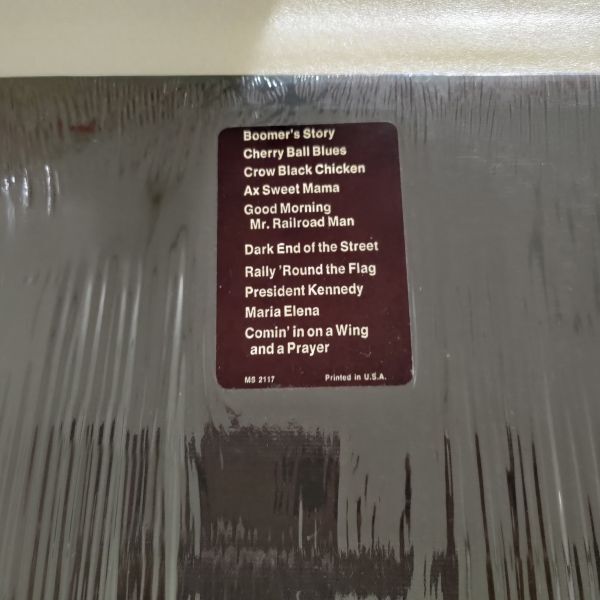 Boomer's Story
Cherry Ball Blues
Crow Black Chicken
Ax Sweet Mama
Good Morning
Mr. Railroad Man
Dark End of the Street
Rally 'Round the Flag
President Kennedy
Maria Elena
Comin' in on a Wing
and a Prayer
MS 2117 Printed in U.S.A.